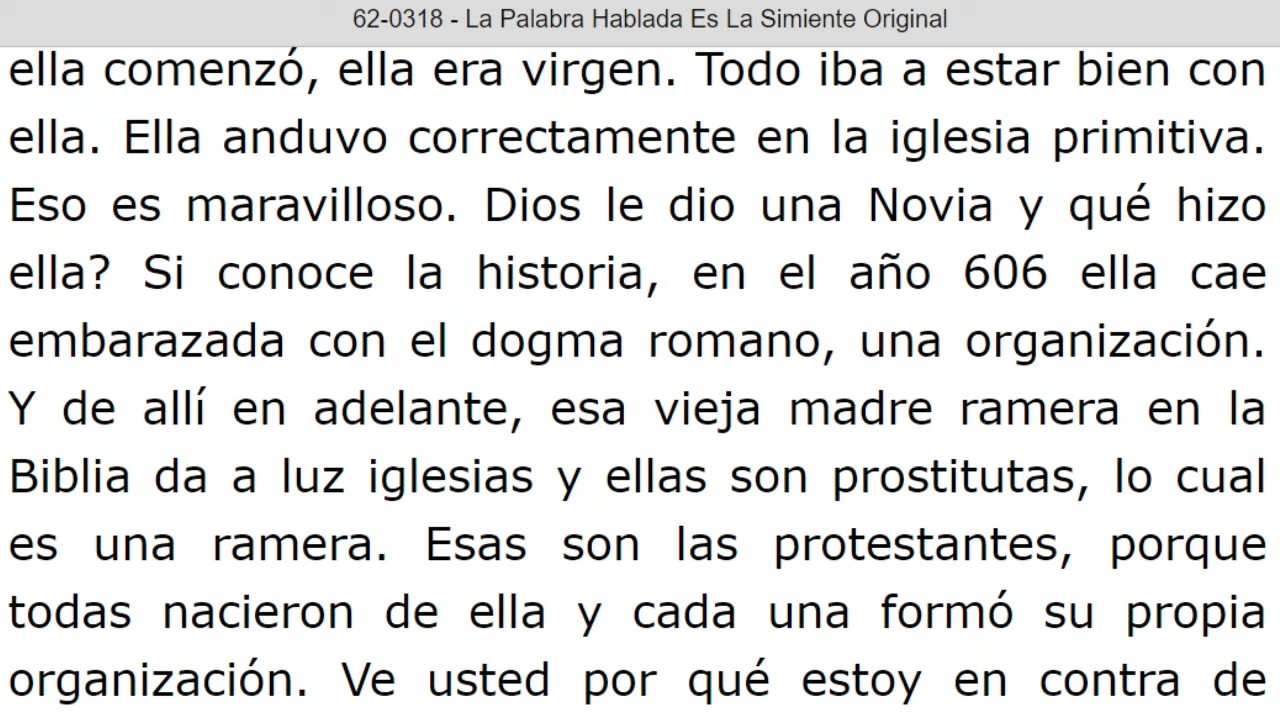 62-0318 - La Palabra Hablada Es La Simiente Original
ella comenzó, ella era virgen. Todo iba a estar bien con
ella. Ella anduvo correctamente en la iglesia primitiva.
Eso es maravilloso. Dios le dio una Novia y qué hizo
ella? Si conoce la historia, en el año 606 ella cae
embarazada con el dogma romano, una organización.
Y de allí en adelante, esa vieja madre ramera en la
Biblia da a luz iglesias y ellas son prostitutas, lo cual
es una ramera. Esas son las protestantes, porque
todas nacieron de ella y cada una formó su propia
organización. Ve usted por qué estoy en contra de